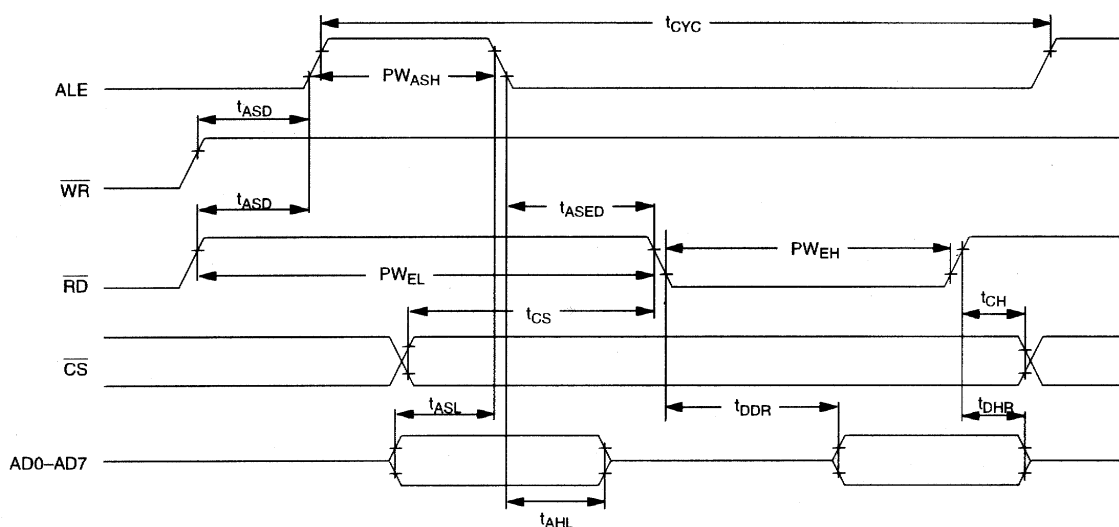 tCYC
ALE
PWASH
tASD
WR
tASD
tASED
RD
PWEL
PWEH
tCS
tCH
CS
tASL
tDDR
tDHR
AD0–AD7
tAHL